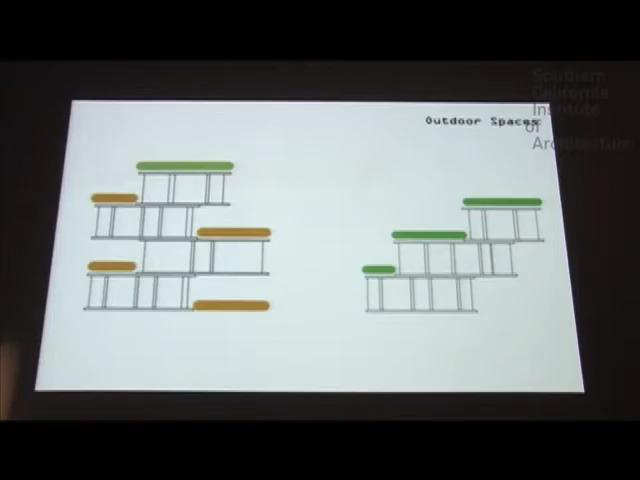 Southern
California
Institute
of
Architecture
Outdoor Spaces